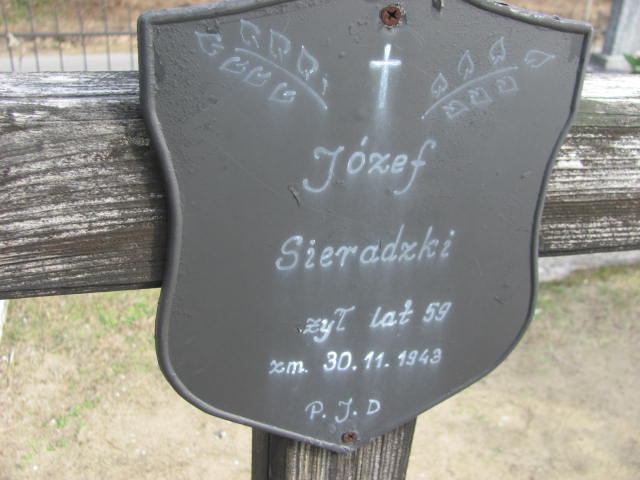 Józef
Sieradzki
żył lat 59
zm. 30.11.1943
P. J. D